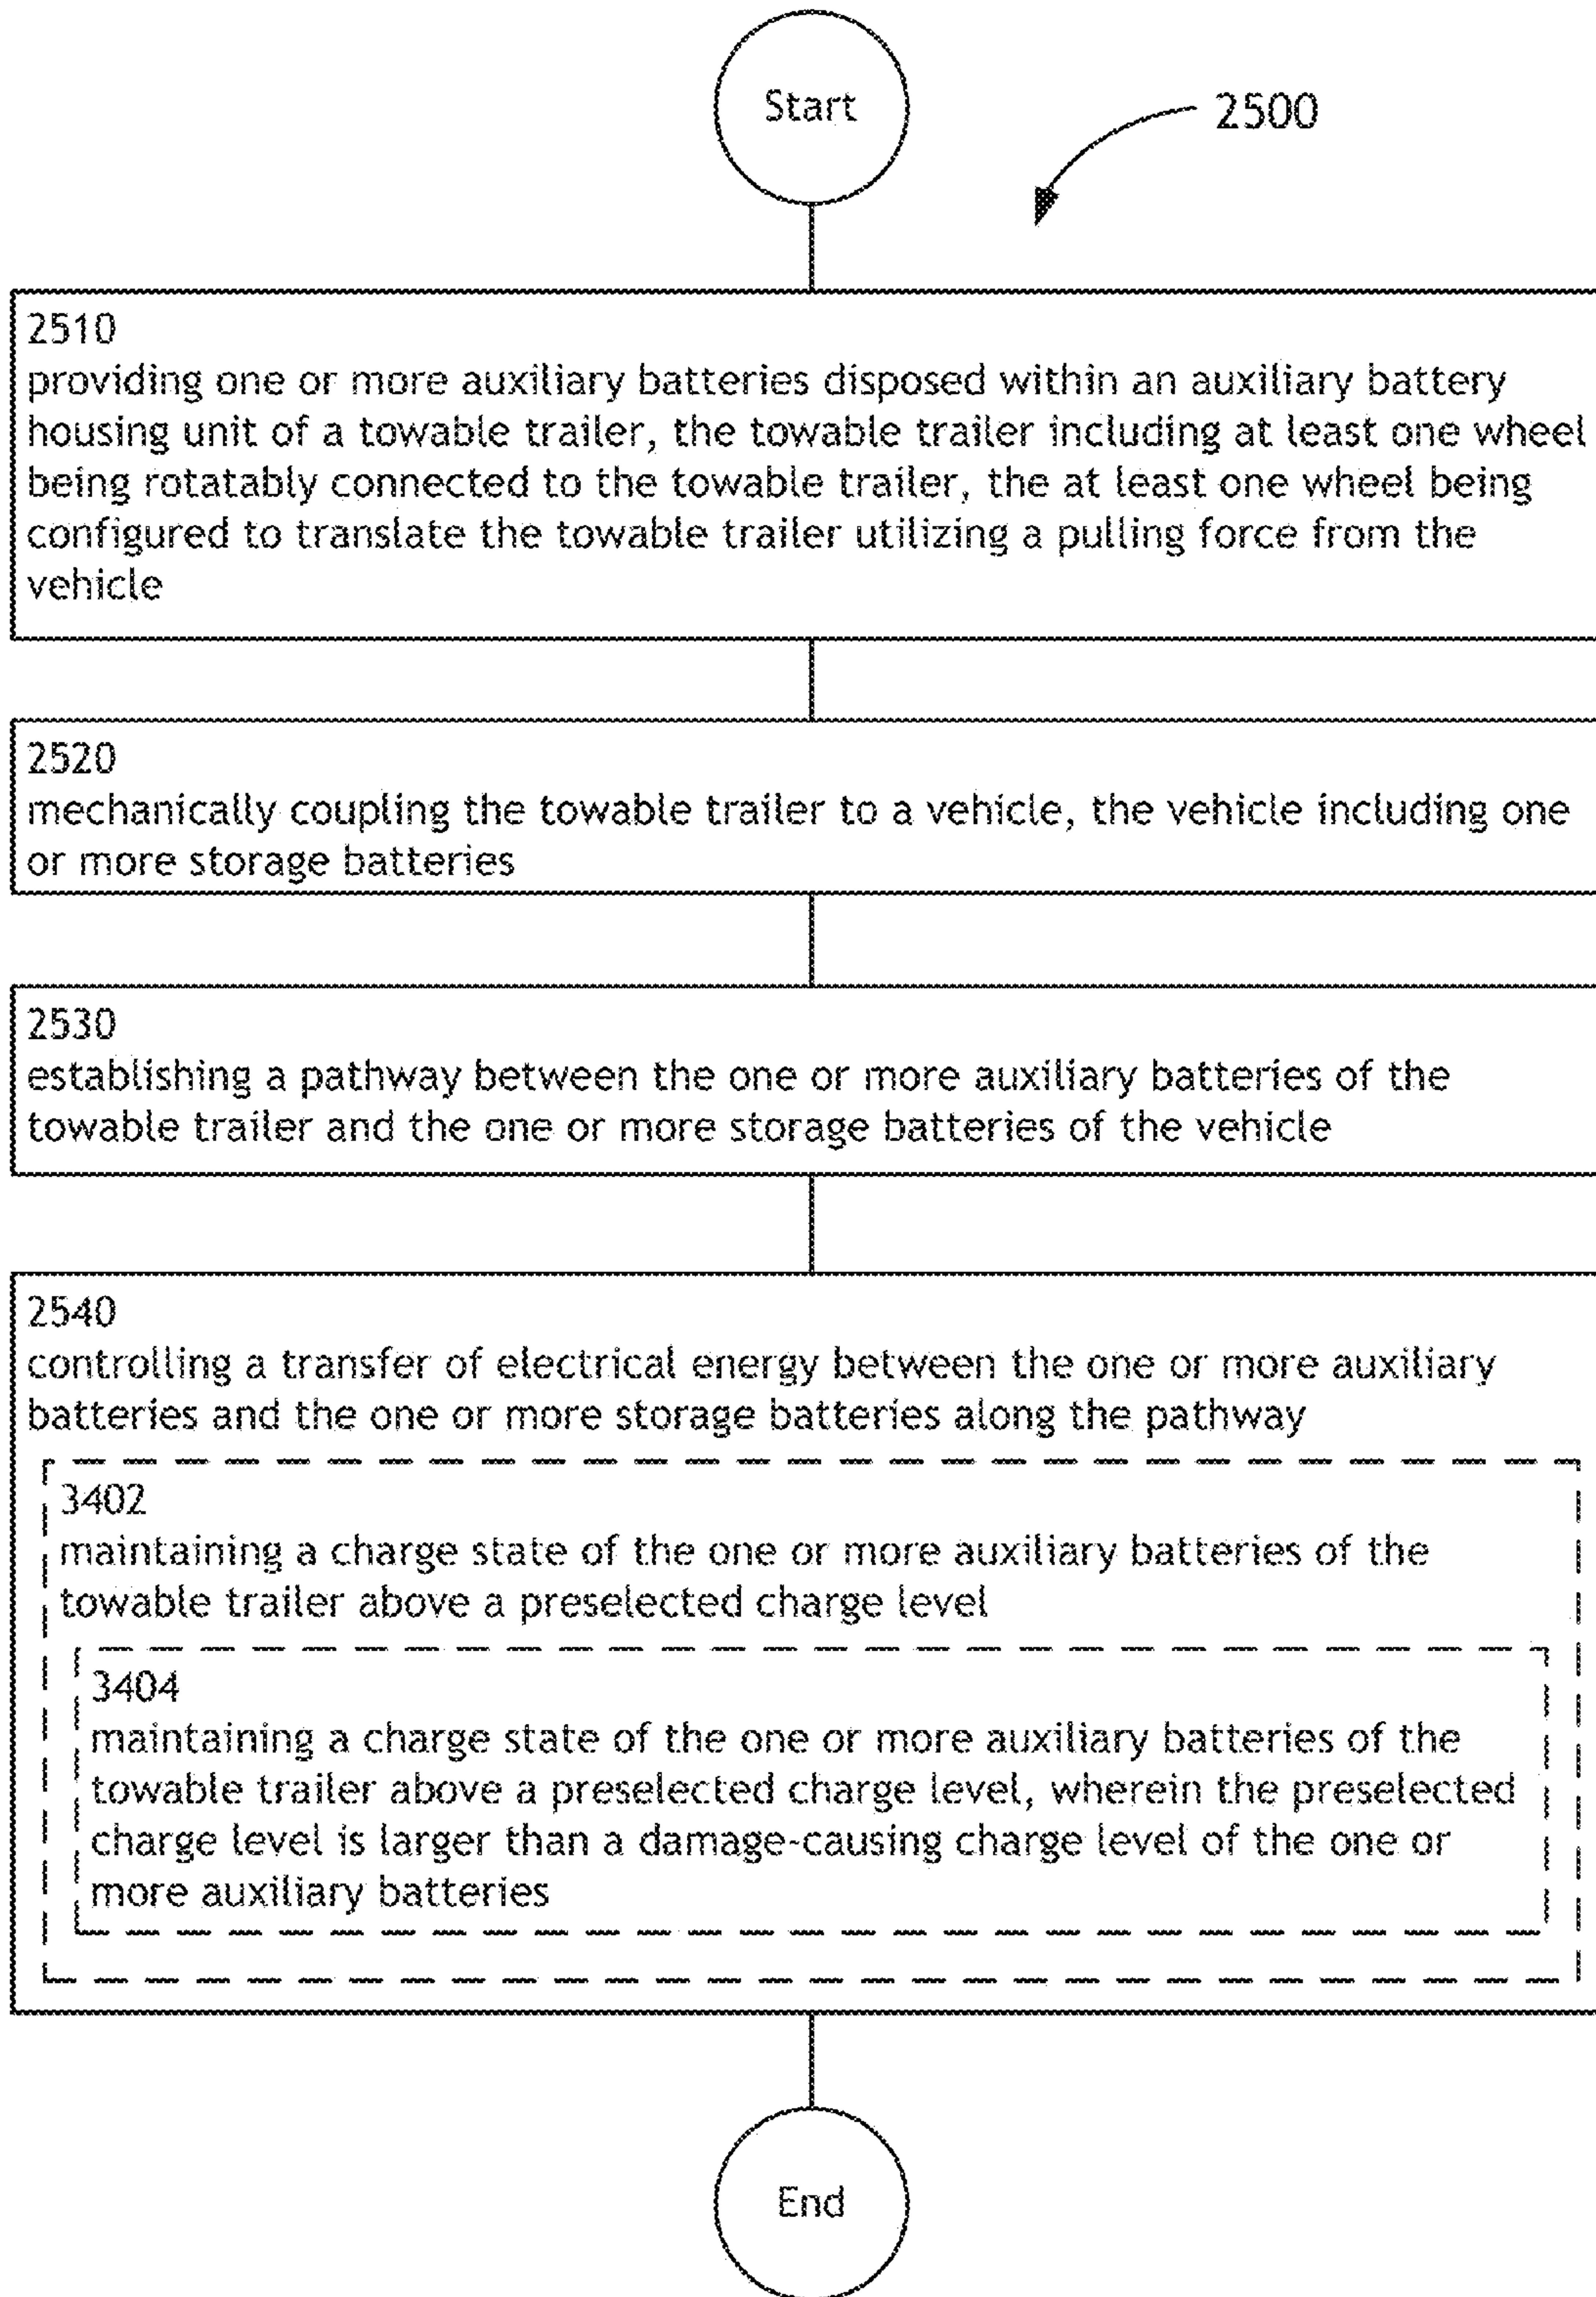 Start
2500
2510
providing one or more auxiliary batteries disposed within an auxiliary battery
housing unit of a towable trailer, the towable trailer including at least one wheel
being rotatably connected to the towable trailer, the at least one wheel being
configured to translate the towable trailer utilizing a pulling force from the
vehicle
2520
mechanically coupling the towable trailer to a vehicle, the vehicle including one
or more storage batteries
2530
establishing a pathway between the one or more auxiliary batteries of the
towable trailer and the one or more storage batteries of the vehicle
2540
controlling a transfer of electrical energy between the one or more auxiliary
batteries and the one or more storage batteries along the pathway
3402
maintaining a charge state of the one or more auxiliary batteries of the
towable trailer above a preselected charge level
3404
maintaining a charge state of the one or more auxiliary batteries of the
towable trailer above a preselected charge level, wherein the preselected
charge level is larger than a damage-causing charge level of the one or
more auxiliary batteries
End